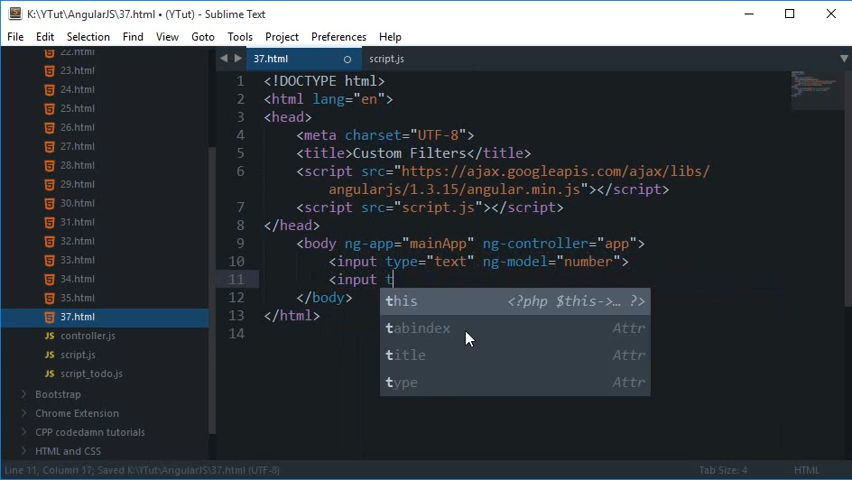 K:\YTut\AngularJS\37.html • (YTut) - Sublime Text
File Edit Selection Find View Goto Tools Project Preferences Help
22.html
23.html
24.html
25.html
26.html
27.html
28.html
29.html
30.html
31.html
32.html
33.html
34.html
35.html
37.html
JS controller.js
JS script.js
JS script_todo.js
Bootstrap
Chrome Extension
CPP codedamn tutorials
HTML and CSS
37.html script.js
1 <!DOCTYPE html>
2 <html lang="en">
3 <head>
4 <meta charset="UTF-8">
5 <title>Custom Filters</title>
6 <script src="https://ajax.googleapis.com/ajax/libs/
angularjs/1.3.15/angular.min.js"></script>
7 <script src="script.js"></script>
8 </head>
9 <body ng-app="mainApp" ng-controller="app">
10 <input type="text" ng-model="number">
11 <input t
12 </body>
13 </html>
14
this <?php $this->… ?>
tabindex Attr
title Attr
type Attr
Line 11, Column 17; Saved K:\YTut\AngularJS\37.html (UTF-8) Tab Size: 4 HTML